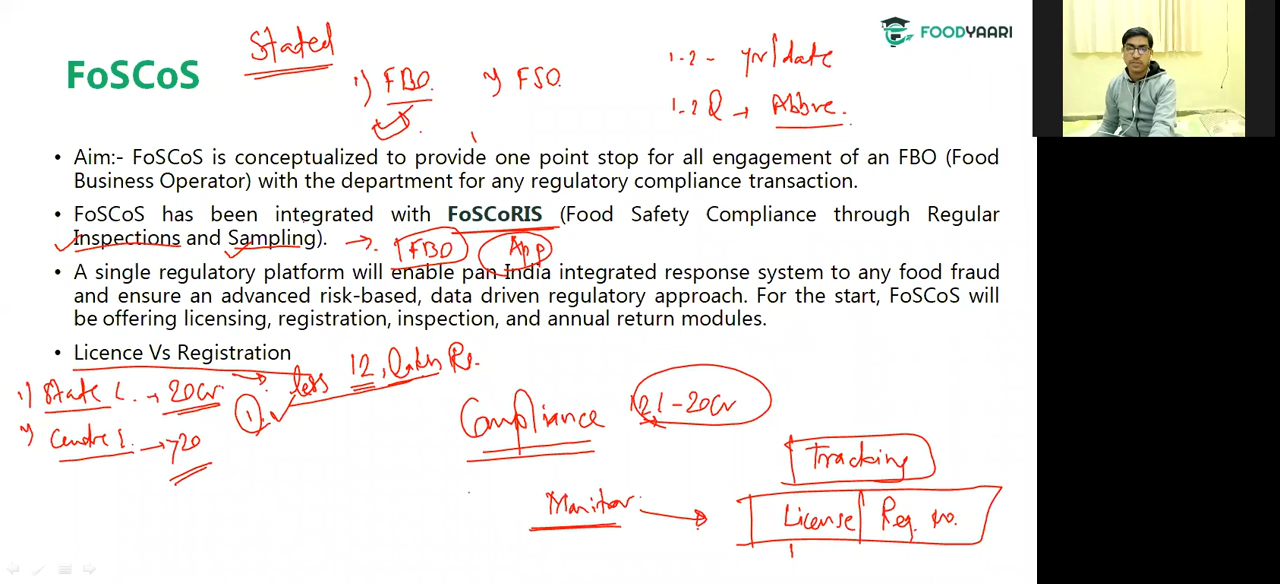 FOODYAARI
FoSCoS
Stated
1) FBO. 2) FSO.
1-2 - yr/date
1-2 Q → Abbre.
• Aim:- FoSCoS is conceptualized to provide one point stop for all engagement of an FBO (Food
Business Operator) with the department for any regulatory compliance transaction.
• FoSCoS has been integrated with FoSCoRIS (Food Safety Compliance through Regular
Inspections and Sampling). → FBO App
• A single regulatory platform will enable pan India integrated response system to any food fraud
and ensure an advanced risk-based, data driven regulatory approach. For the start, FoSCoS will
be offering licensing, registration, inspection, and annual return modules.
• Licence Vs Registration
→ less 12, lakhs Rs.
1) State L. → 20Cr
1.
2) Centre L. → >20
Compliance 12L-20Cr
Tracking
Monitor → License Reg. no.